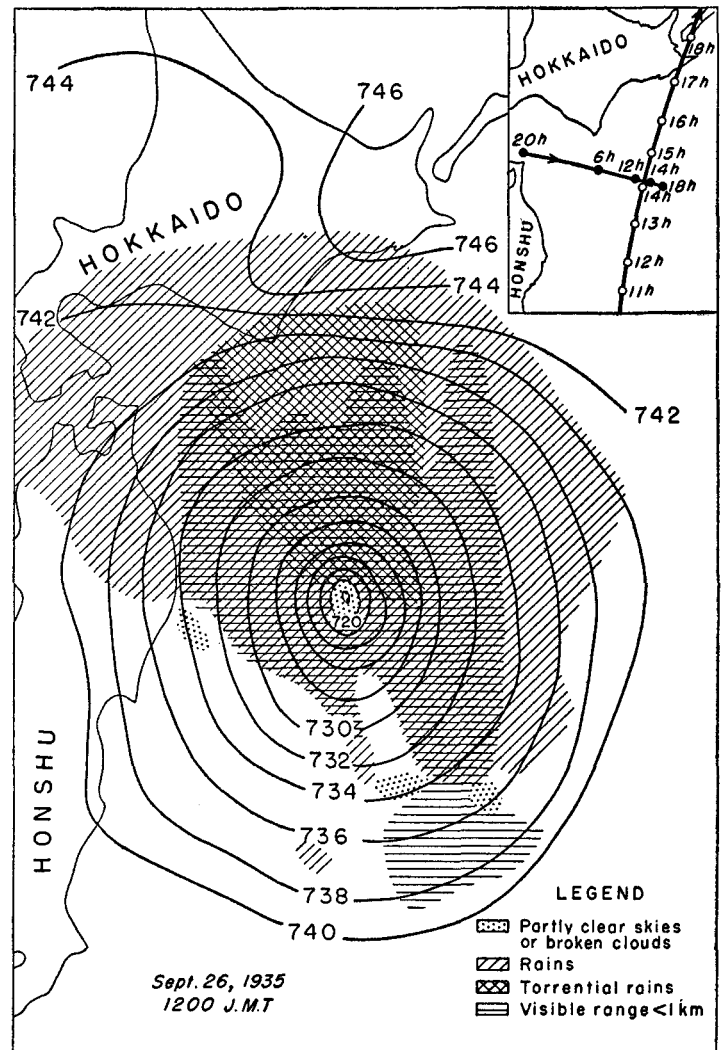 744
746
HOKKAIDO
746
744
742
742
720
730
732
734
736
738
740
HONSHU
Sept. 26, 1935
1200 J.M.T
LEGEND
Partly clear skies
or broken clouds
Rains
Torrential rains
Visible range <1km
HOKKAIDO
HONSHU
18h
17h
16h
15h
20h
6h
12h
14h
18h
14h
13h
12h
11h